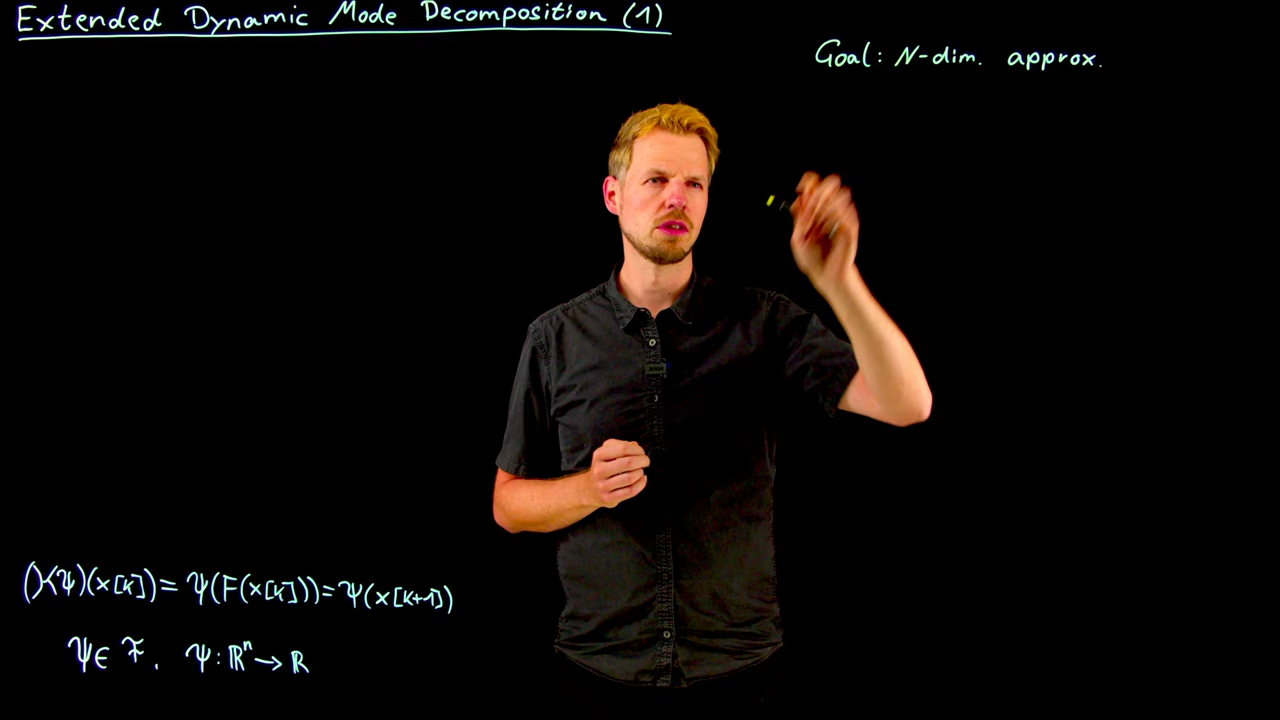 Extended Dynamic Mode Decomposition (1)
Goal: N-dim. approx.
(𝒦Ψ)(x[k]) = Ψ(F(x[k])) = Ψ(x[k+1])
Ψ ∈ ℱ, Ψ: ℝⁿ → ℝ